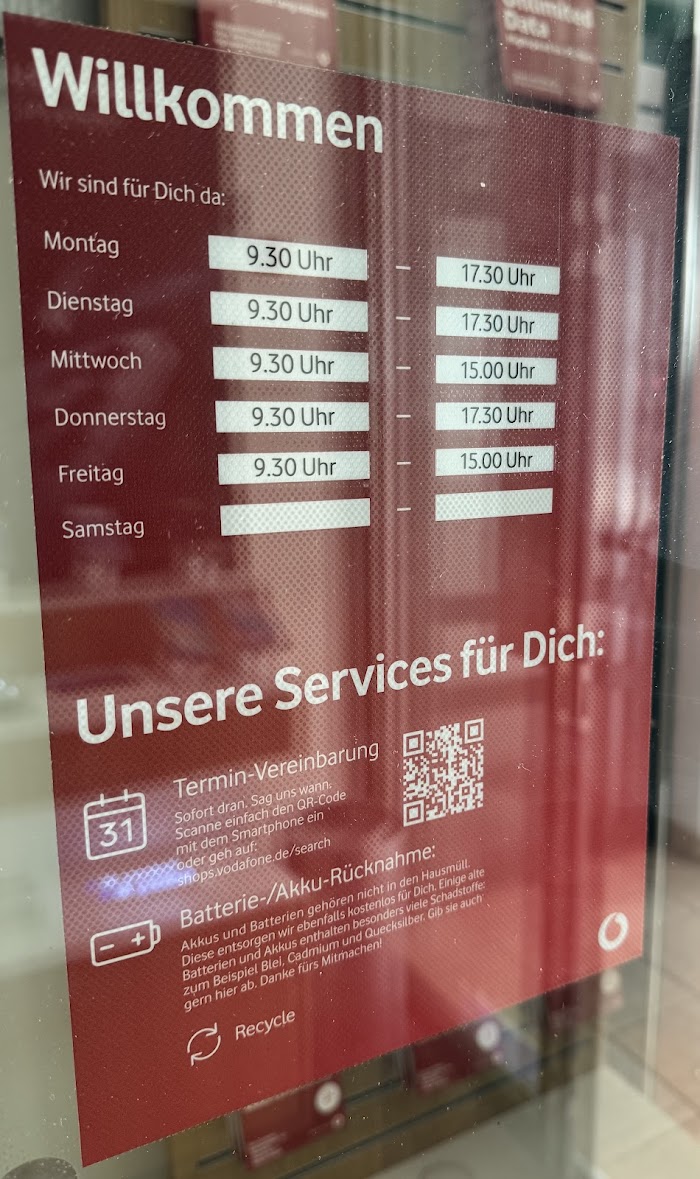 Unlimited
Data
Willkommen
Wir sind für Dich da:
Montag 9.30 Uhr – 17.30 Uhr
Dienstag 9.30 Uhr – 17.30 Uhr
Mittwoch 9.30 Uhr – 15.00 Uhr
Donnerstag 9.30 Uhr – 17.30 Uhr
Freitag 9.30 Uhr – 15.00 Uhr
Samstag –
Unsere Services für Dich:
31
Termin-Vereinbarung
Sofort dran. Sag uns wann.
Scanne einfach den QR-Code
mit dem Smartphone ein
oder geh auf:
shops.vodafone.de/search
Batterie-/Akku-Rücknahme:
Akkus und Batterien gehören nicht in den Hausmüll.
Diese entsorgen wir ebenfalls kostenlos für Dich. Einige alte
Batterien und Akkus enthalten besonders viele Schadstoffe:
zum Beispiel Blei, Cadmium und Quecksilber. Gib sie auch
gern hier ab. Danke fürs Mitmachen!
Recycle